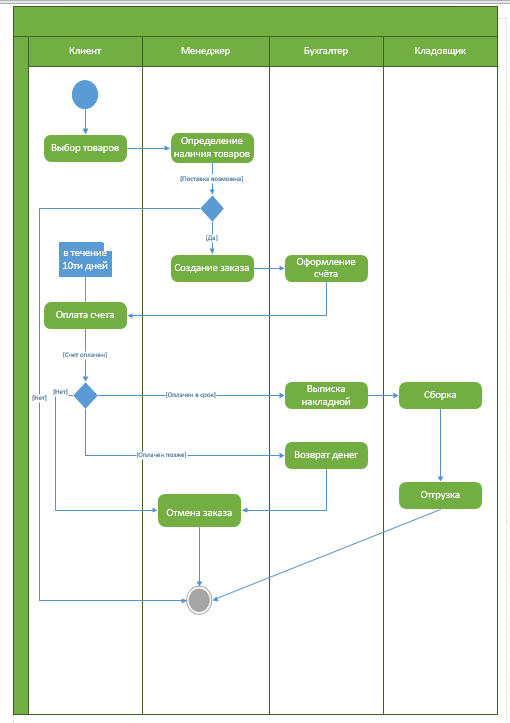 Клиент
Менеджер
Бухгалтер
Кладовщик
Выбор товаров
Определение
наличия товаров
[Поставка возможна]
[Да]
в течение
10ти дней
Создание заказа
Оформление
счёта
Оплата счета
[Счет оплачен]
[Нет]
[Нет]
[Оплачен в срок]
Выписка
накладной
Сборка
[Оплачен позже]
Возврат денег
Отгрузка
Отмена заказа